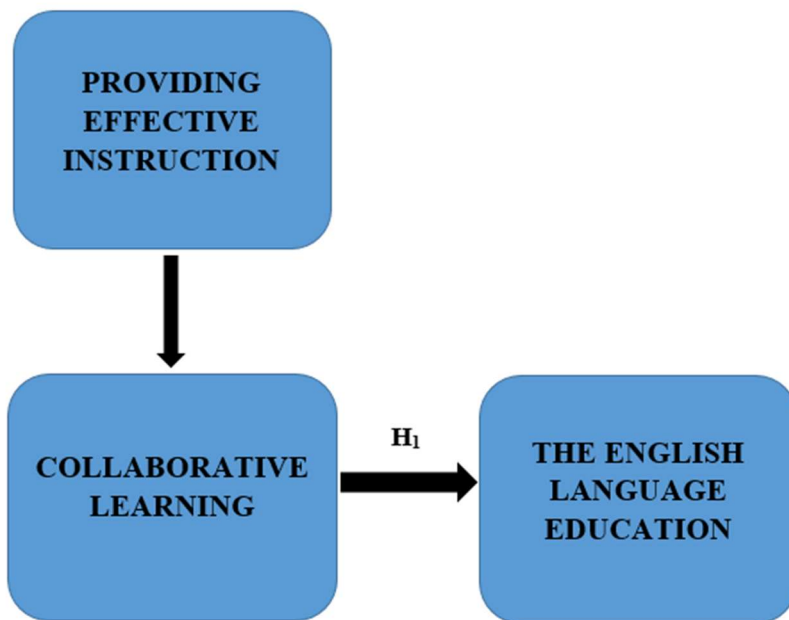 PROVIDING
EFFECTIVE
INSTRUCTION
COLLABORATIVE
LEARNING
H₁
THE ENGLISH
LANGUAGE
EDUCATION